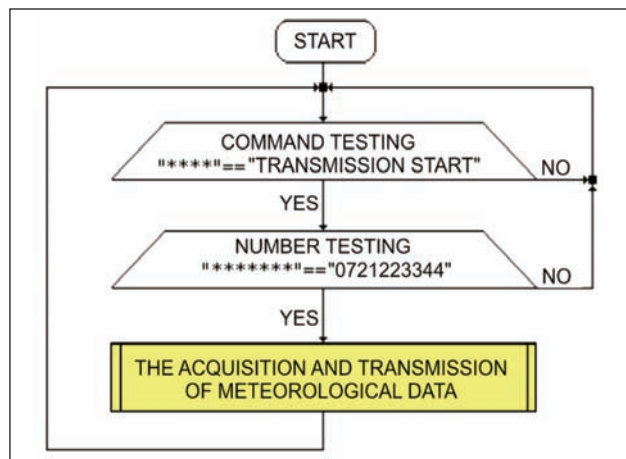 START
COMMAND TESTING
"****"=="TRANSMISSION START"
NO
YES
NUMBER TESTING
"********"=="0721223344"
NO
YES
THE ACQUISITION AND TRANSMISSION
OF METEOROLOGICAL DATA